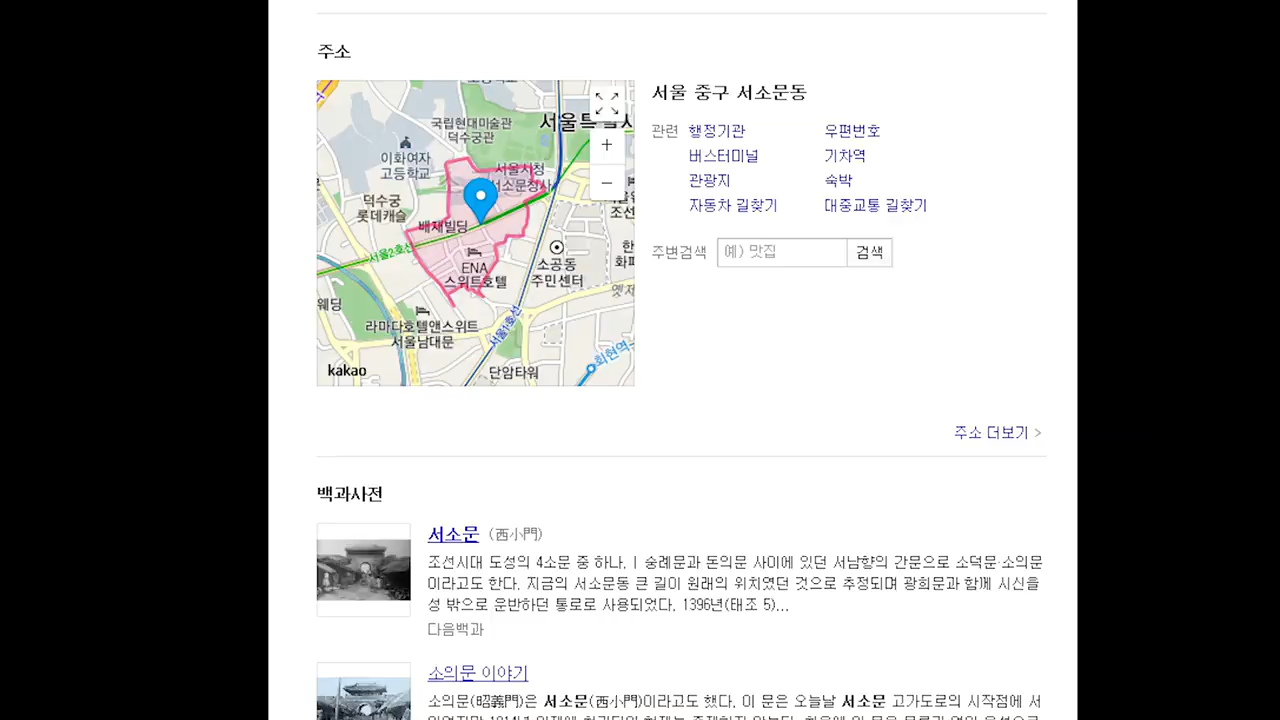 주소
국립현대미술관
덕수궁관
이화여자
고등학교
서울시청
서소문청사
덕수궁
롯데캐슬
배재빌딩
서울2호선
ENA
스위트호텔
소공동
주민센터
웨딩
라마다호텔앤스위트
서울남대문
서울1호선
회현역
단암타워
kakao
서울 중구 서소문동
관련 행정기관 우편번호
버스터미널 기차역
관광지 숙박
자동차 길찾기 대중교통 길찾기
주변검색 예) 맛집 검색
주소 더보기 >
백과사전
서소문 (西小門)
조선시대 도성의 4소문 중 하나. | 숭례문과 돈의문 사이에 있던 서남향의 간문으로 소덕문·소의문
이라고도 한다. 지금의 서소문동 큰 길이 원래의 위치였던 것으로 추정되며 광희문과 함께 시신을
성 밖으로 운반하던 통로로 사용되었다. 1396년(태조 5)...
다음백과
소의문 이야기
소의문(昭義門)은 서소문(西小門)이라고도 했다. 이 문은 오늘날 서소문 고가도로의 시작점에 서